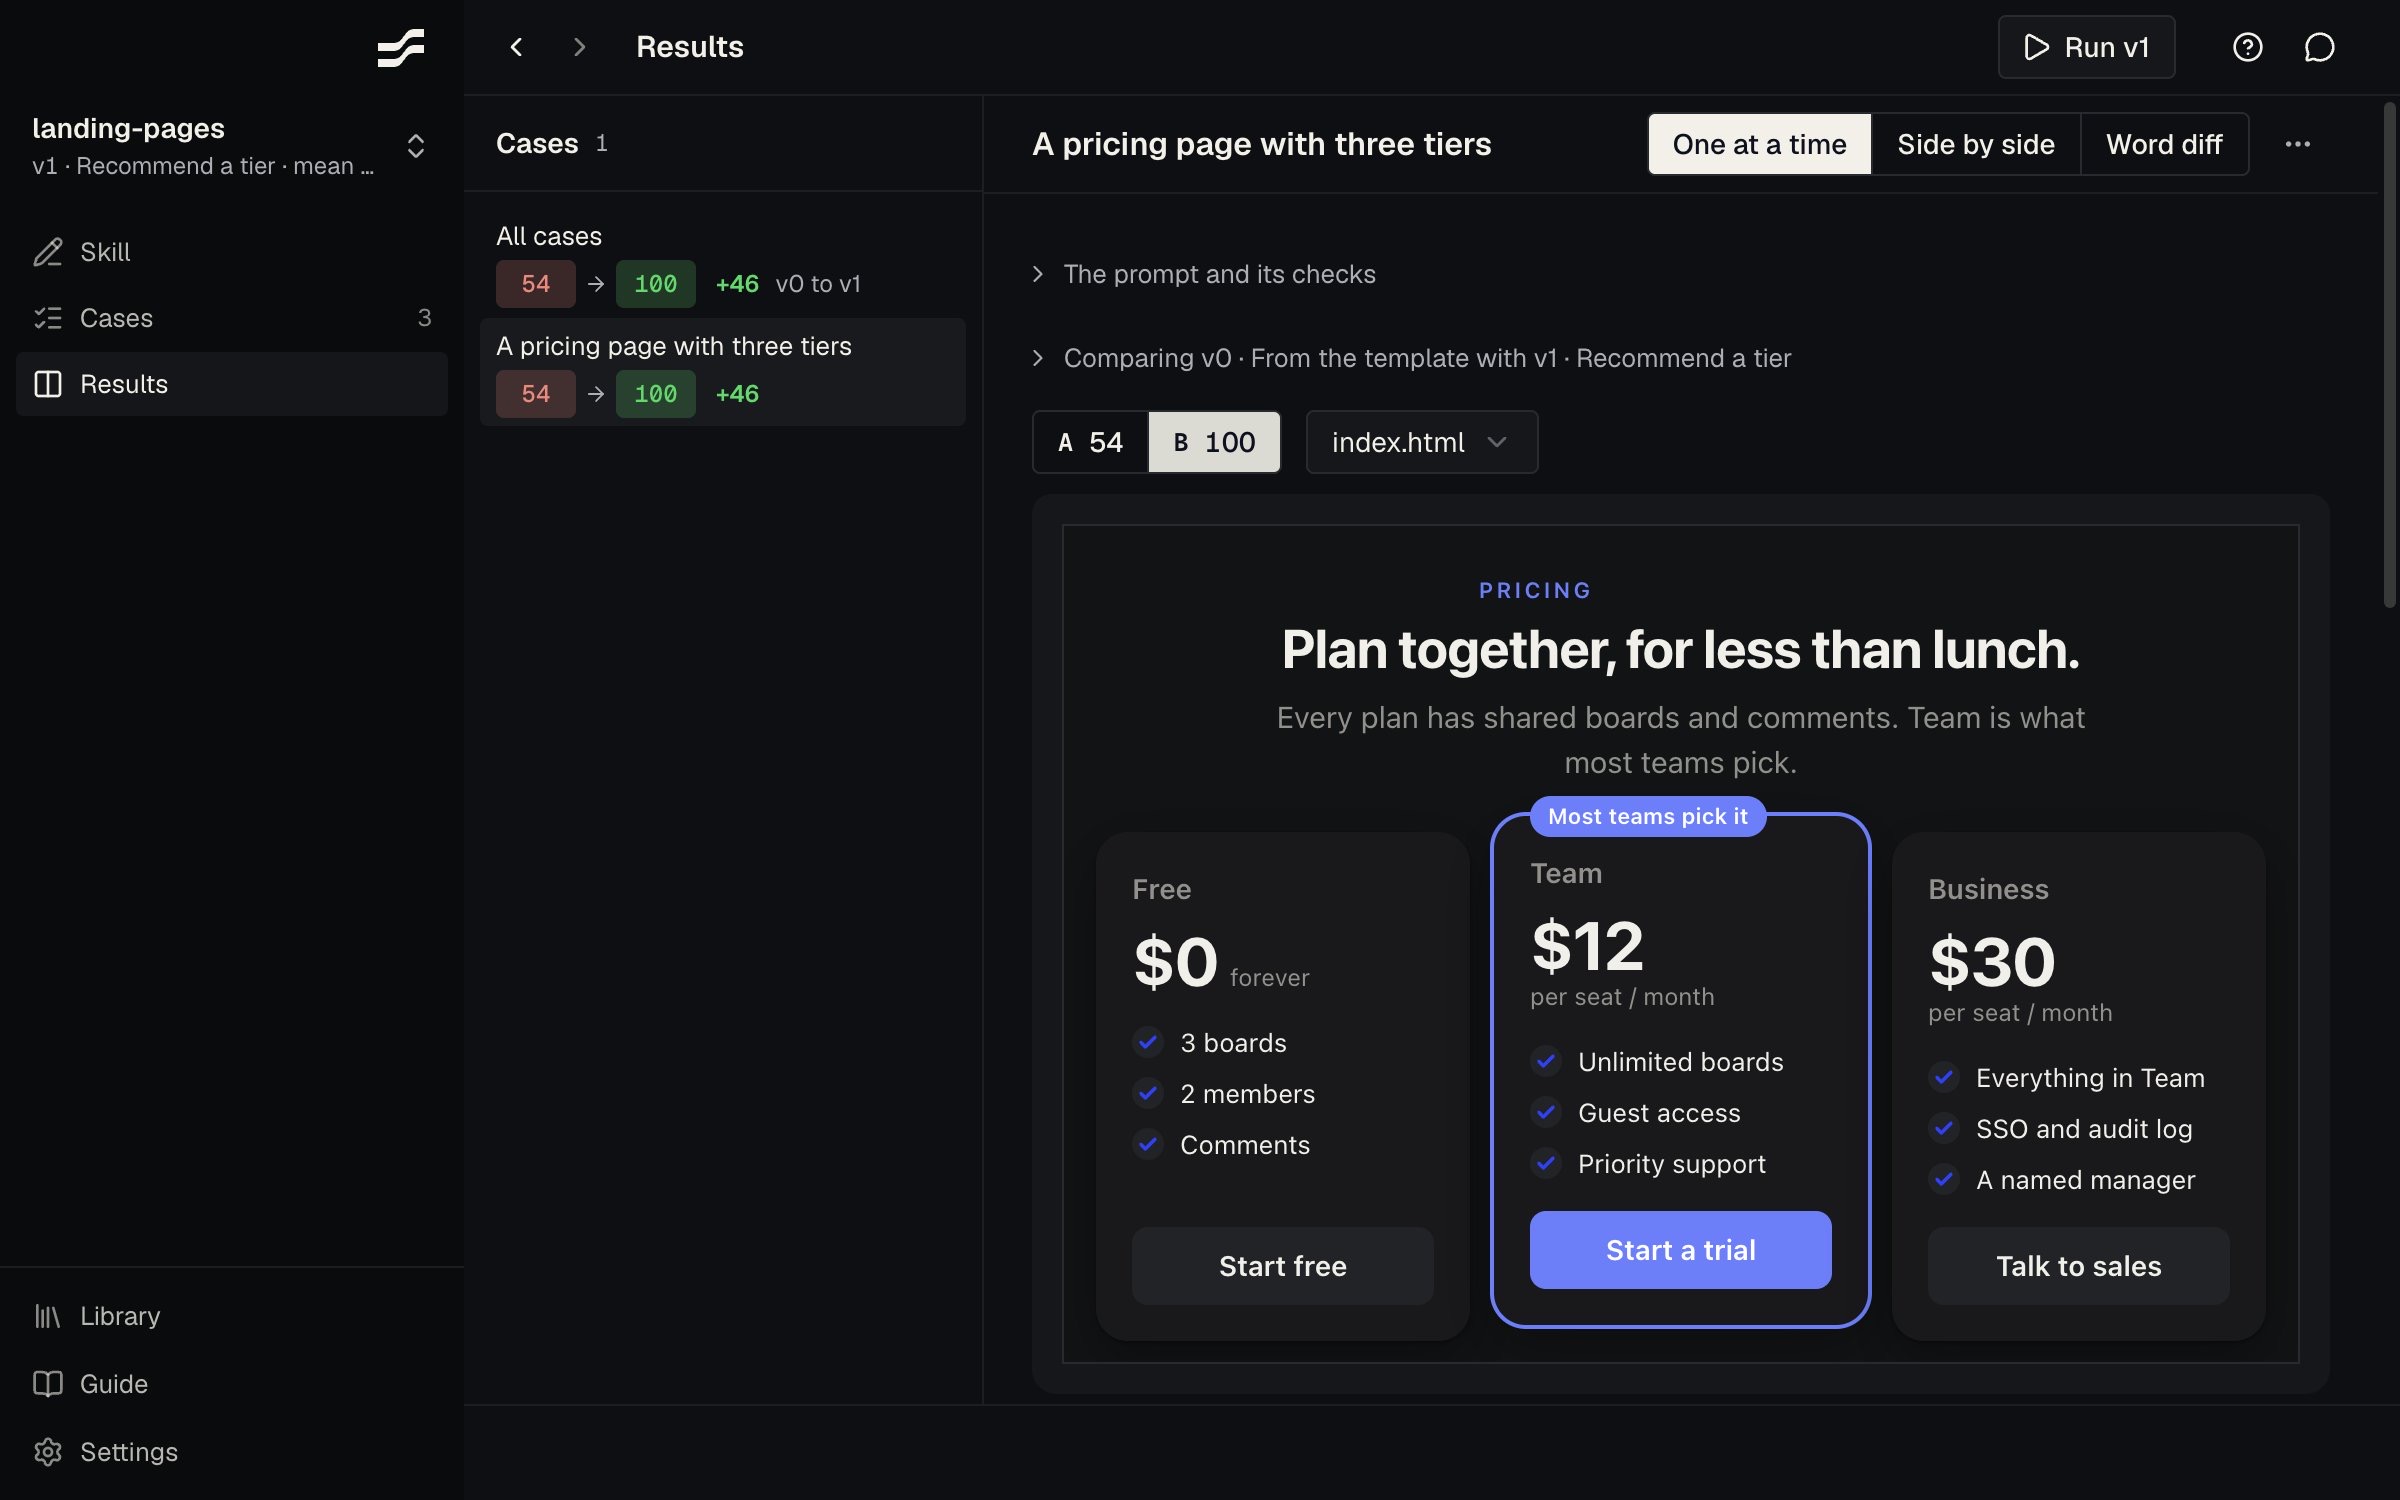 Results
Run v1
landing-pages
v1 · Recommend a tier · mean ...
Skill
Cases 3
Results
Library
Guide
Settings
Cases 1
All cases
54 → 100 +46 v0 to v1
A pricing page with three tiers
54 → 100 +46
A pricing page with three tiers
One at a time
Side by side
Word diff
The prompt and its checks
Comparing v0 · From the template with v1 · Recommend a tier
A 54
B 100
index.html
PRICING
Plan together, for less than lunch.
Every plan has shared boards and comments. Team is what
most teams pick.
Free
$0 forever
3 boards
2 members
Comments
Start free
Most teams pick it
Team
$12
per seat / month
Unlimited boards
Guest access
Priority support
Start a trial
Business
$30
per seat / month
Everything in Team
SSO and audit log
A named manager
Talk to sales